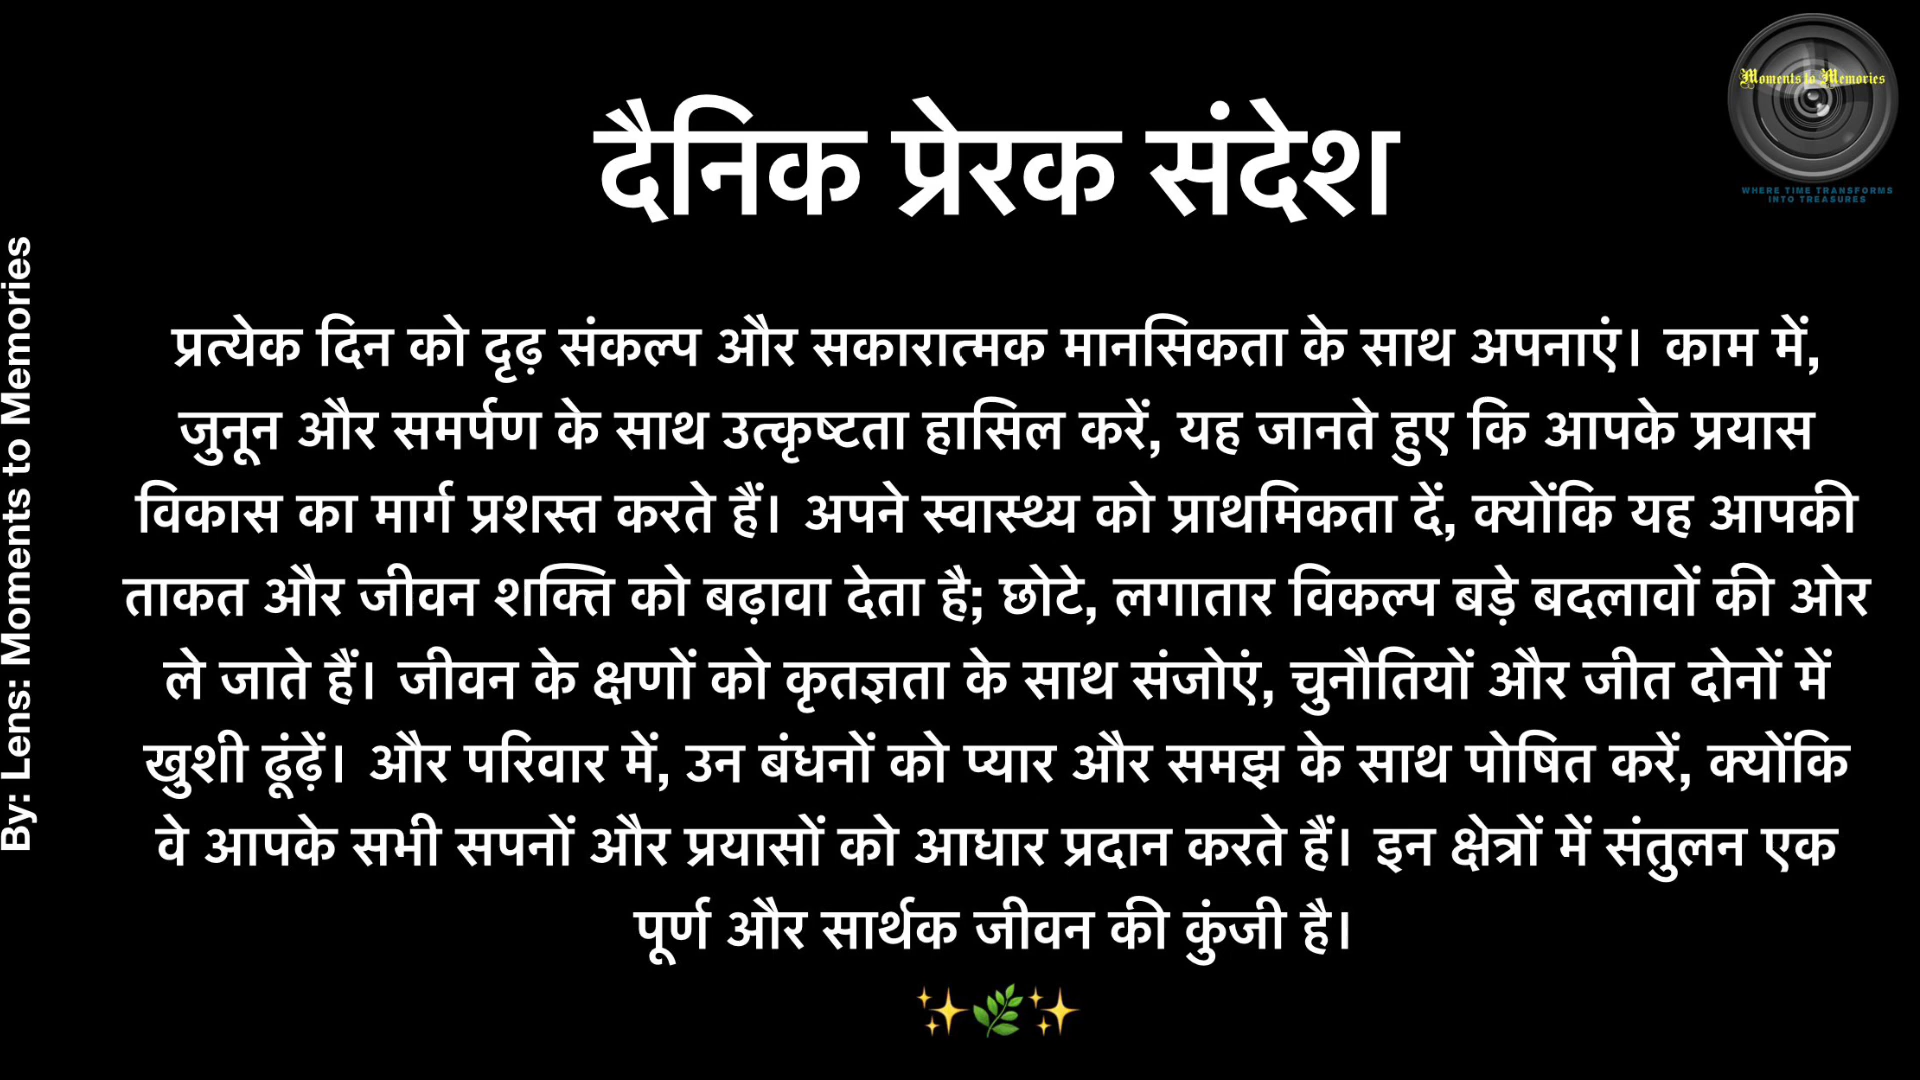 Moments to Memories
WHERE TIME TRANSFORMS
INTO TREASURES
दैनिक प्रेरक संदेश
प्रत्येक दिन को दृढ़ संकल्प और सकारात्मक मानसिकता के साथ अपनाएं। काम में,
जुनून और समर्पण के साथ उत्कृष्टता हासिल करें, यह जानते हुए कि आपके प्रयास
विकास का मार्ग प्रशस्त करते हैं। अपने स्वास्थ्य को प्राथमिकता दें, क्योंकि यह आपकी
ताकत और जीवन शक्ति को बढ़ावा देता है; छोटे, लगातार विकल्प बड़े बदलावों की ओर
ले जाते हैं। जीवन के क्षणों को कृतज्ञता के साथ संजोएं, चुनौतियों और जीत दोनों में
खुशी ढूंढ़ें। और परिवार में, उन बंधनों को प्यार और समझ के साथ पोषित करें, क्योंकि
वे आपके सभी सपनों और प्रयासों को आधार प्रदान करते हैं। इन क्षेत्रों में संतुलन एक
पूर्ण और सार्थक जीवन की कुंजी है।
✨🌿✨
By: Lens: Moments to Memories